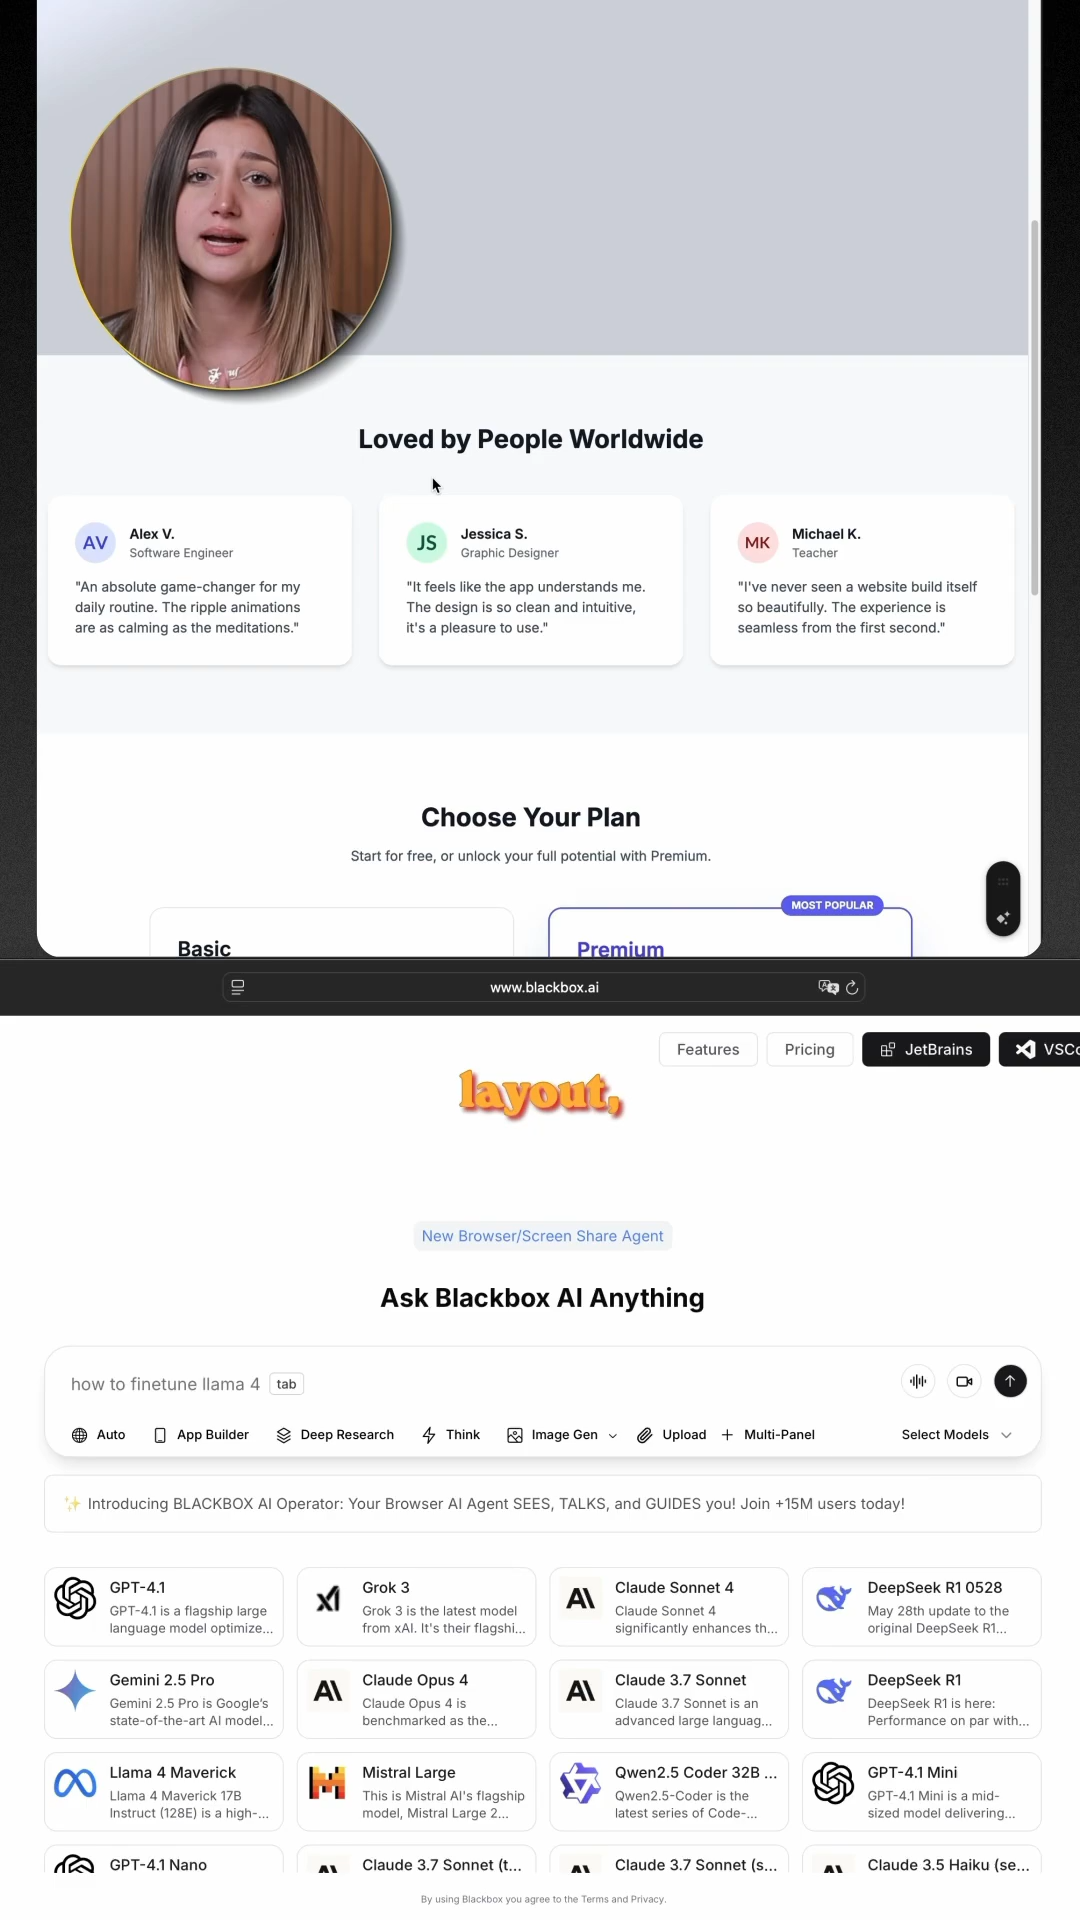 Loved by People Worldwide
AV
Alex V.
Software Engineer
"An absolute game-changer for my
daily routine. The ripple animations
are as calming as the meditations."
JS
Jessica S.
Graphic Designer
"It feels like the app understands me.
The design is so clean and intuitive,
it's a pleasure to use."
MK
Michael K.
Teacher
"I've never seen a website build itself
so beautifully. The experience is
seamless from the first second."
Choose Your Plan
Start for free, or unlock your full potential with Premium.
Basic
MOST POPULAR
Premium
www.blackbox.ai
Features
Pricing
JetBrains
VSCo
layout,
New Browser/Screen Share Agent
Ask Blackbox AI Anything
how to finetune llama 4 tab
Auto App Builder Deep Research Think Image Gen Upload Multi-Panel Select Models
✨ Introducing BLACKBOX AI Operator: Your Browser AI Agent SEES, TALKS, and GUIDES you! Join +15M users today!
GPT-4.1
GPT-4.1 is a flagship large
language model optimize...
Grok 3
Grok 3 is the latest model
from xAI. It's their flagshi...
Claude Sonnet 4
Claude Sonnet 4
significantly enhances th...
DeepSeek R1 0528
May 28th update to the
original DeepSeek R1...
Gemini 2.5 Pro
Gemini 2.5 Pro is Google's
state-of-the-art AI model...
Claude Opus 4
Claude Opus 4 is
benchmarked as the...
Claude 3.7 Sonnet
Claude 3.7 Sonnet is an
advanced large languag...
DeepSeek R1
DeepSeek R1 is here:
Performance on par with...
Llama 4 Maverick
Llama 4 Maverick 17B
Instruct (128E) is a high-...
Mistral Large
This is Mistral AI's flagship
model, Mistral Large 2...
Qwen2.5 Coder 32B ...
Qwen2.5-Coder is the
latest series of Code-...
GPT-4.1 Mini
GPT-4.1 Mini is a mid-
sized model delivering...
GPT-4.1 Nano
Claude 3.7 Sonnet (t...
Claude 3.7 Sonnet (s...
Claude 3.5 Haiku (se...
By using Blackbox you agree to the Terms and Privacy.